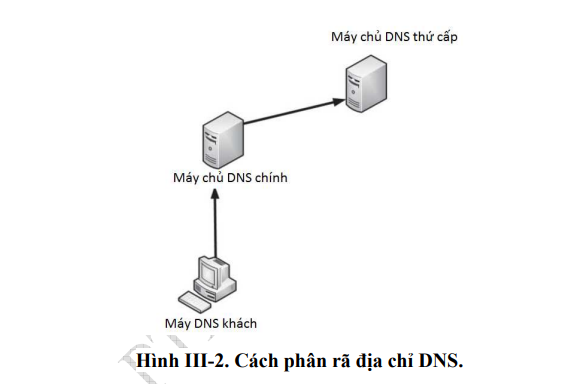 Máy chủ DNS thứ cấp
Máy chủ DNS chính
Máy DNS khách
Hình III-2. Cách phân rã địa chỉ DNS.